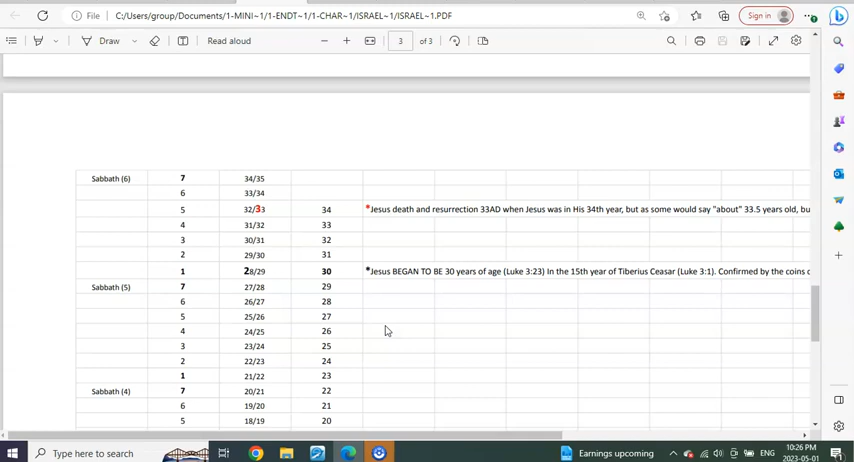 File C:/Users/group/Documents/1-MINI~1/1-ENDT~1/1-CHAR~1/ISRAEL~1/ISRAEL~1.PDF Sign in
Draw Read aloud 3 of 3
Sabbath (6) 7 34/35
6 33/34
5 32/33 34 *Jesus death and resurrection 33AD when Jesus was in His 34th year, but as some would say "about" 33.5 years old, bu
4 31/32 33
3 30/31 32
2 29/30 31
1 28/29 30 *Jesus BEGAN TO BE 30 years of age (Luke 3:23) In the 15th year of Tiberius Ceasar (Luke 3:1). Confirmed by the coins
Sabbath (5) 7 27/28 29
6 26/27 28
5 25/26 27
4 24/25 26
3 23/24 25
2 22/23 24
1 21/22 23
Sabbath (4) 7 20/21 22
6 19/20 21
5 18/19 20
Type here to search Earnings upcoming ENG 10:26 PM
2023-05-01